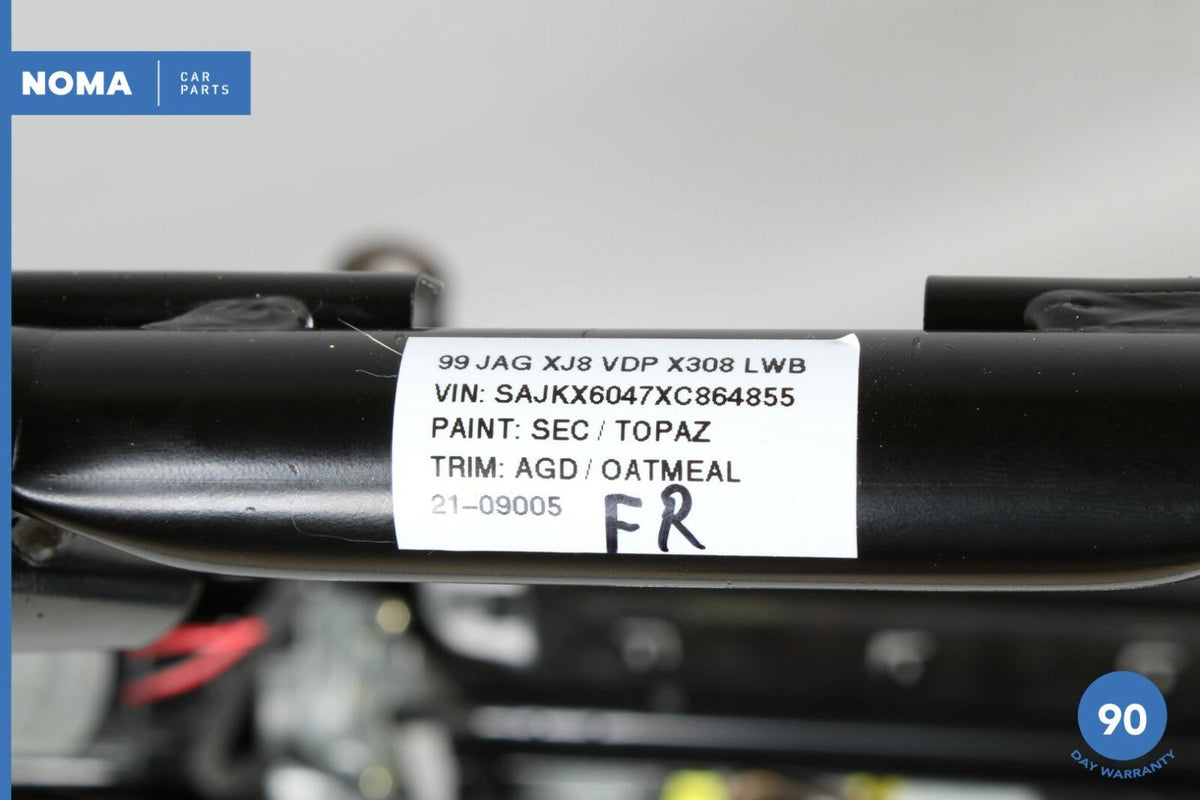 NOMA
CAR
PARTS
99 JAG XJ8 VDP X308 LWB
VIN: SAJKX6047XC864855
PAINT: SEC / TOPAZ
TRIM: AGD / OATMEAL
21-09005
FR
90
DAY WARRANTY